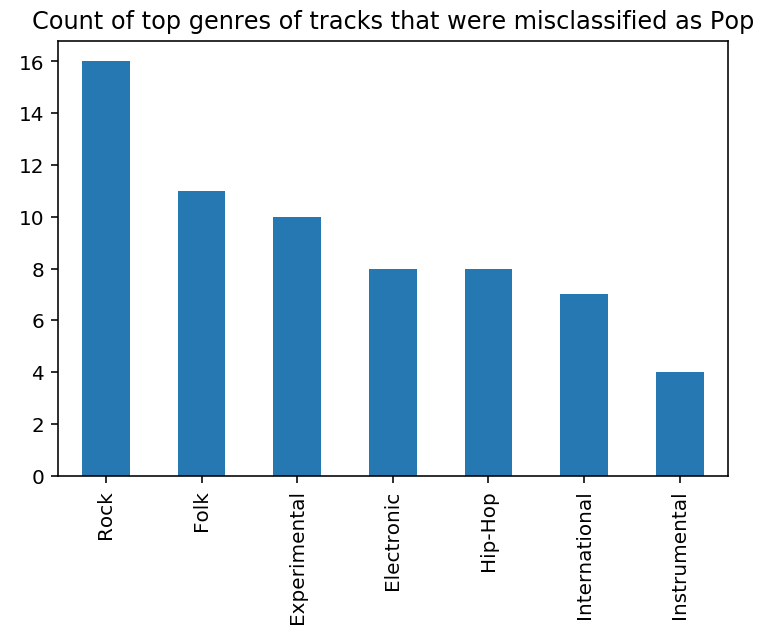 Count of top genres of tracks that were misclassified as Pop
16
14
12
10
8
6
4
2
0
Rock
Folk
Experimental
Electronic
Hip-Hop
International
Instrumental